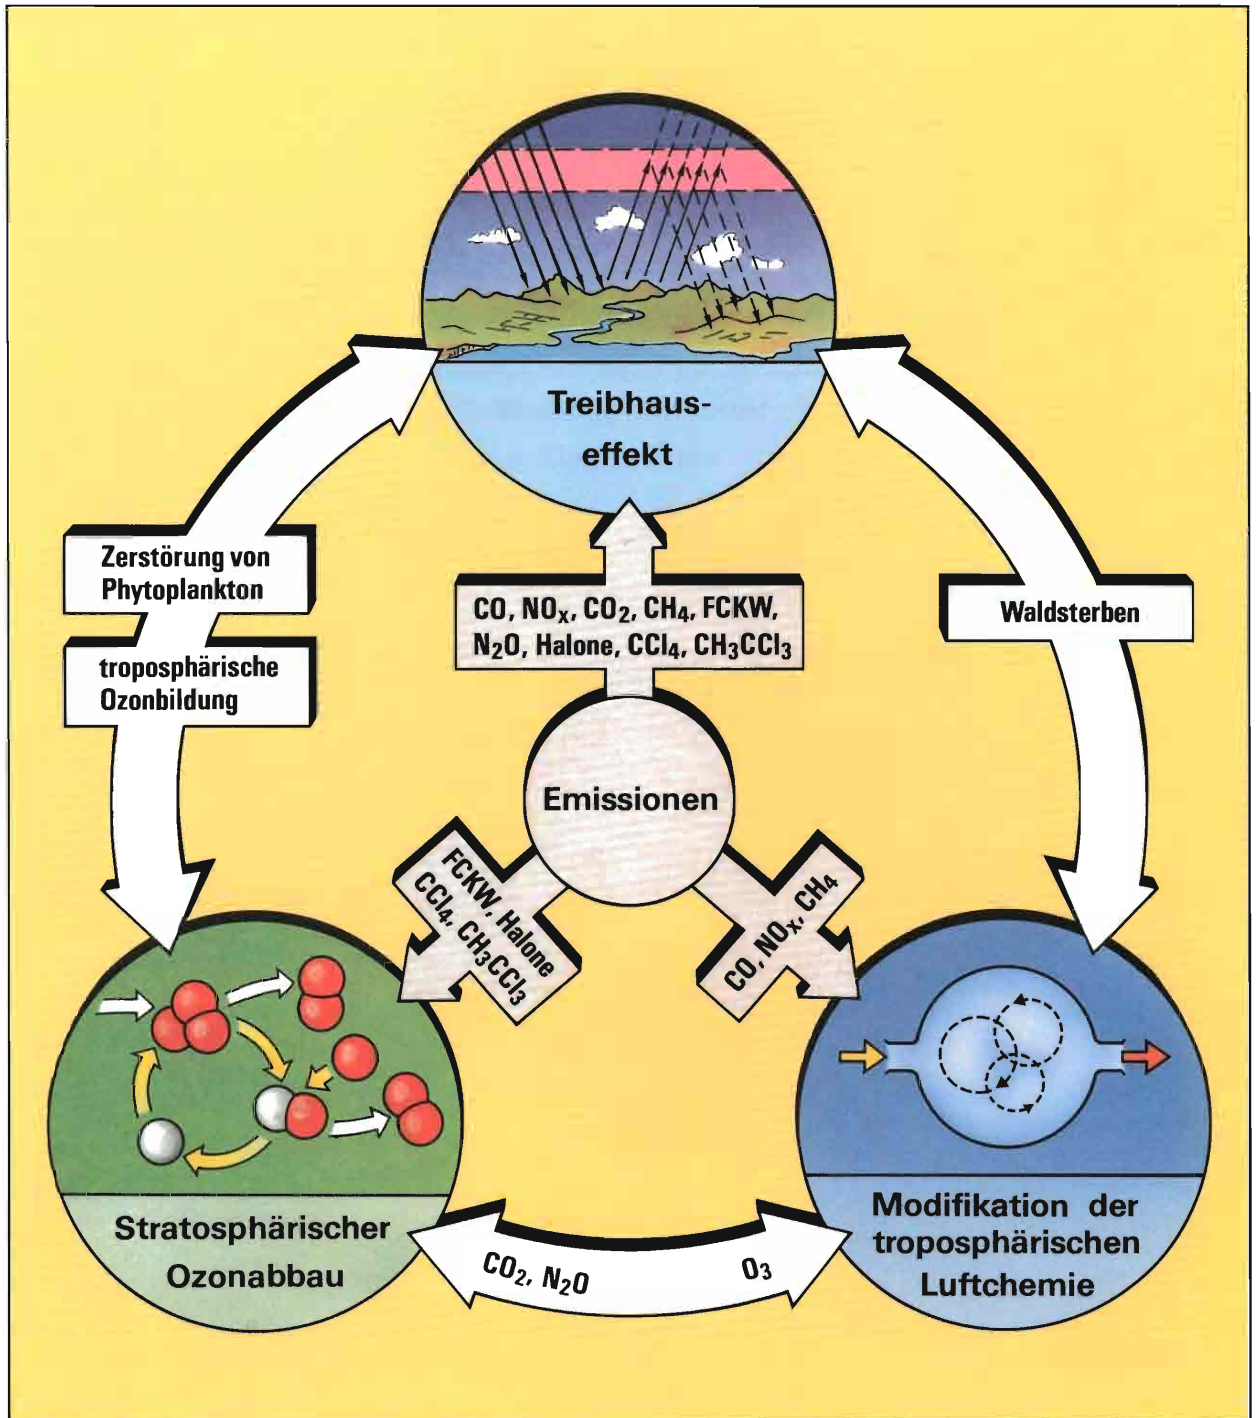 Treibhaus-
effekt
Zerstörung von
Phytoplankton
troposphärische
Ozonbildung
CO, NOₓ, CO₂, CH₄, FCKW,
N₂O, Halone, CCl₄, CH₃CCl₃
Waldsterben
Emissionen
FCKW, Halone
CCl₄, CH₃CCl₃
CO, NOₓ, CH₄
Stratosphärischer
Ozonabbau
CO₂, N₂O
O₃
Modifikation der
troposphärischen
Luftchemie